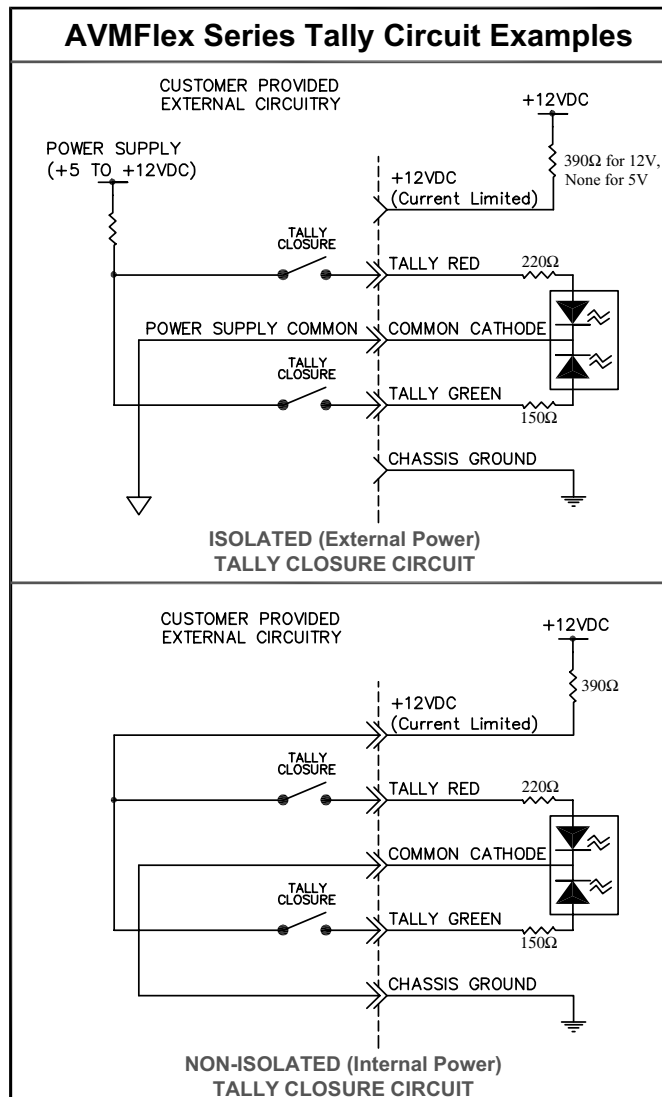 AVMFlex Series Tally Circuit Examples
CUSTOMER PROVIDED
EXTERNAL CIRCUITRY
+12VDC
POWER SUPPLY
(+5 TO +12VDC)
390Ω for 12V,
None for 5V
+12VDC
(Current Limited)
TALLY
CLOSURE
TALLY RED
220Ω
POWER SUPPLY COMMON
COMMON CATHODE
TALLY
CLOSURE
TALLY GREEN
150Ω
CHASSIS GROUND
ISOLATED (External Power)
TALLY CLOSURE CIRCUIT
CUSTOMER PROVIDED
EXTERNAL CIRCUITRY
+12VDC
390Ω
+12VDC
(Current Limited)
TALLY
CLOSURE
TALLY RED
220Ω
COMMON CATHODE
TALLY
CLOSURE
TALLY GREEN
150Ω
CHASSIS GROUND
NON-ISOLATED (Internal Power)
TALLY CLOSURE CIRCUIT